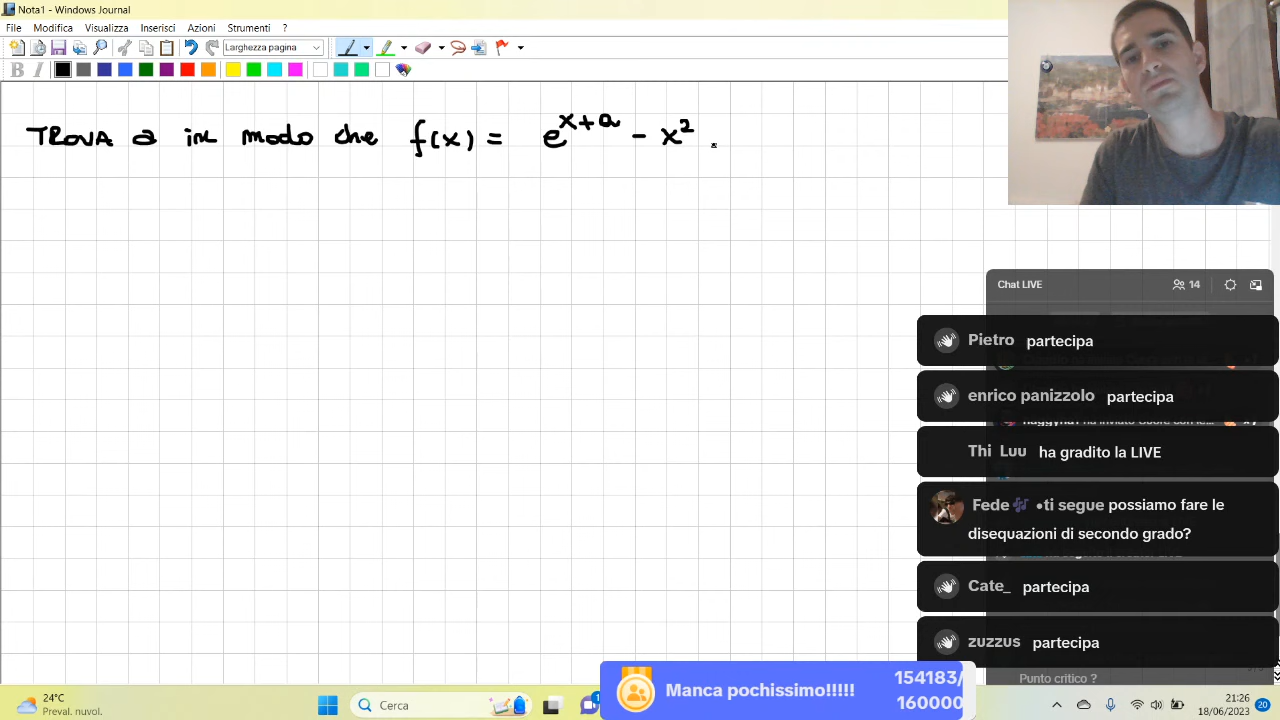 Nota1 - Windows Journal
File Modifica Visualizza Inserisci Azioni Strumenti ?
Larghezza pagina
B I
TROVA a in modo che f(x) = e^(x+a) - x²
Chat LIVE 14
Pietro partecipa
enrico panizzolo partecipa
Thi Luu ha gradito la LIVE
Fede🎶 •ti segue possiamo fare le
disequazioni di secondo grado?
Cate_ partecipa
zuzzus partecipa
Punto critico ?
Manca pochissimo!!!!! 154183/
160000
24°C
Preval. nuvol.
Cerca
21:26
18/06/2023
20